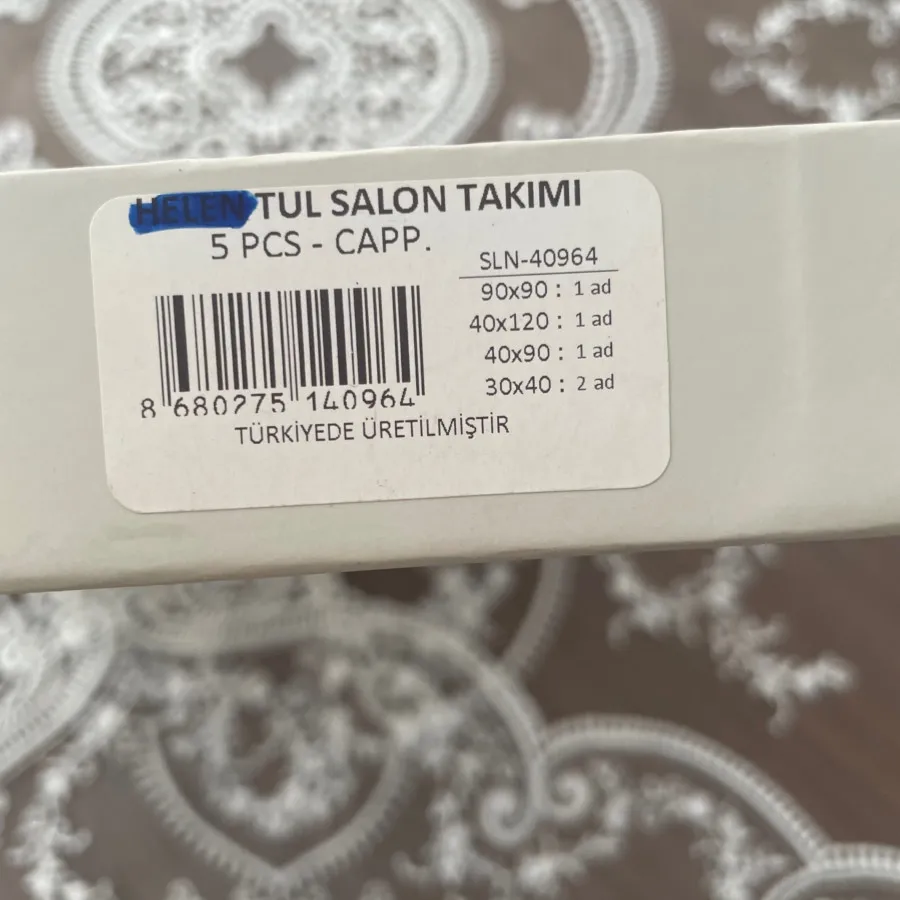 HELEN TUL SALON TAKIMI
5 PCS - CAPP.
SLN-40964
90x90 : 1 ad
40x120 : 1 ad
40x90 : 1 ad
30x40 : 2 ad
8 680275 140964
TÜRKİYEDE ÜRETİLMİŞTİR